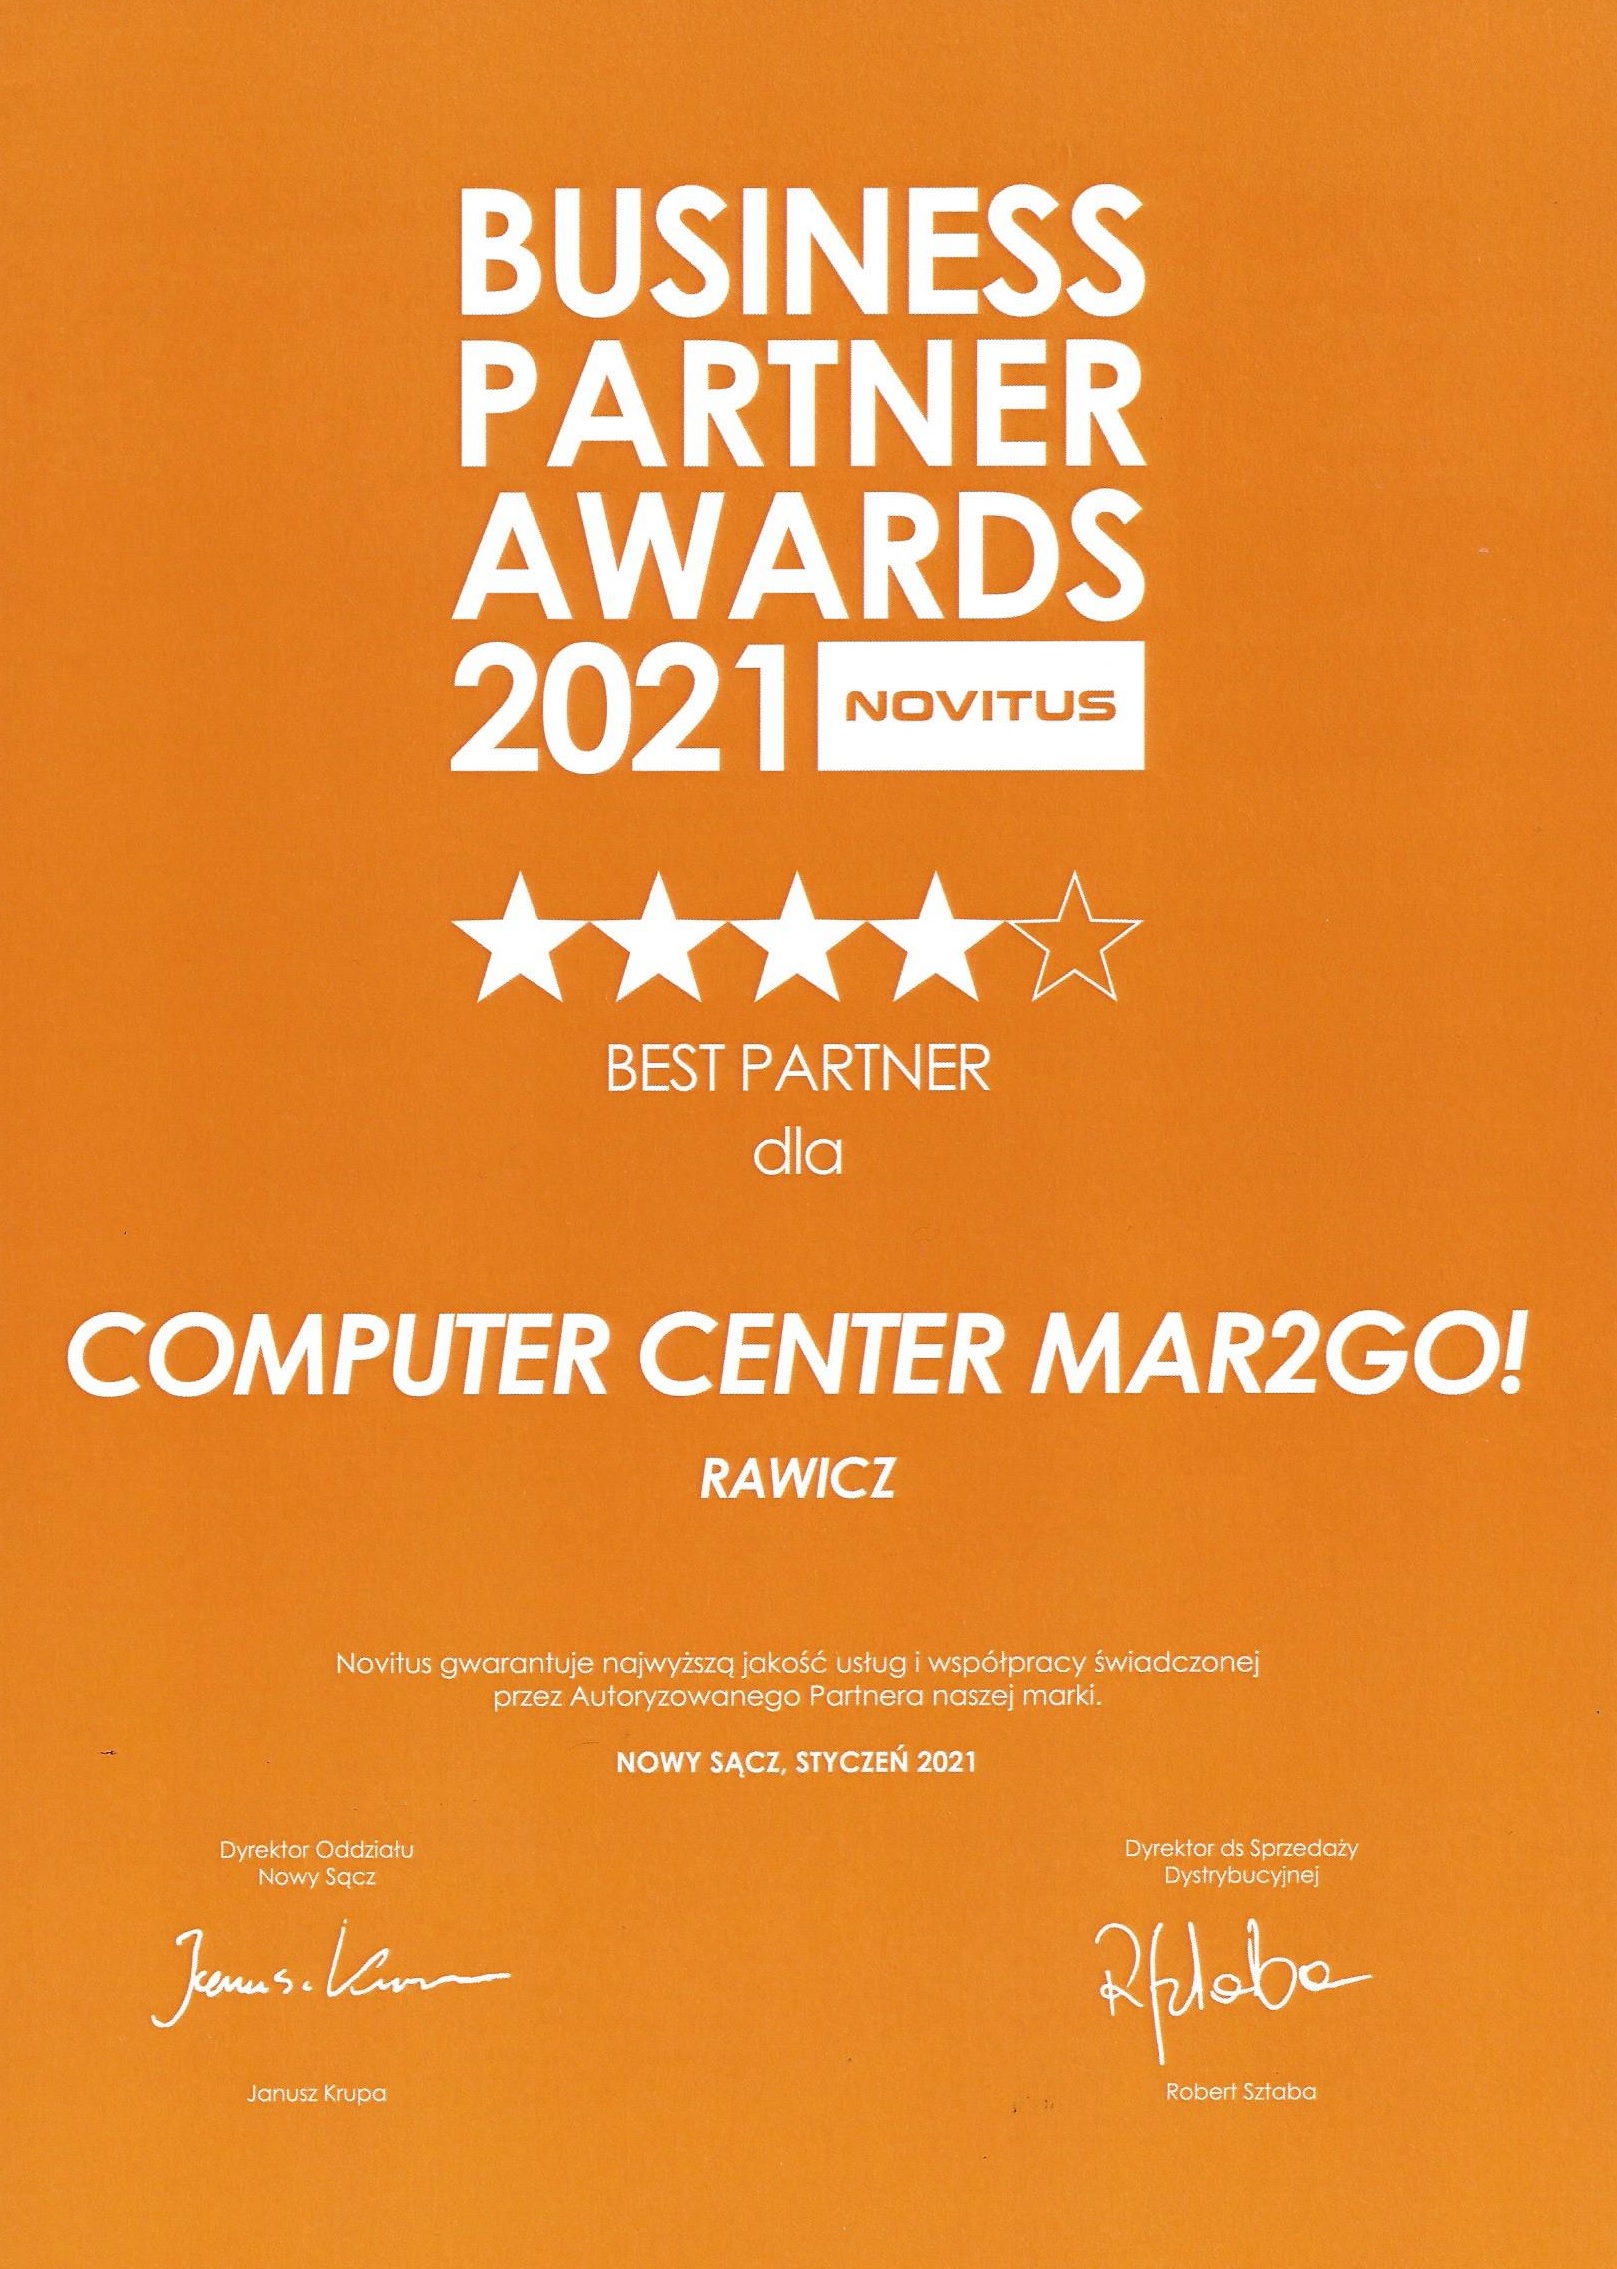 BUSINESS
PARTNER
AWARDS
2021 NOVITUS
BEST PARTNER
dla
COMPUTER CENTER MAR2GO!
RAWICZ
Novitus gwarantuje najwyższą jakość usług i współpracy świadczonej
przez Autoryzowanego Partnera naszej marki.
NOWY SĄCZ, STYCZEŃ 2021
Dyrektor Oddziału
Nowy Sącz
Janusz Krupa
Dyrektor ds Sprzedaży
Dystrybucyjnej
Robert Sztaba